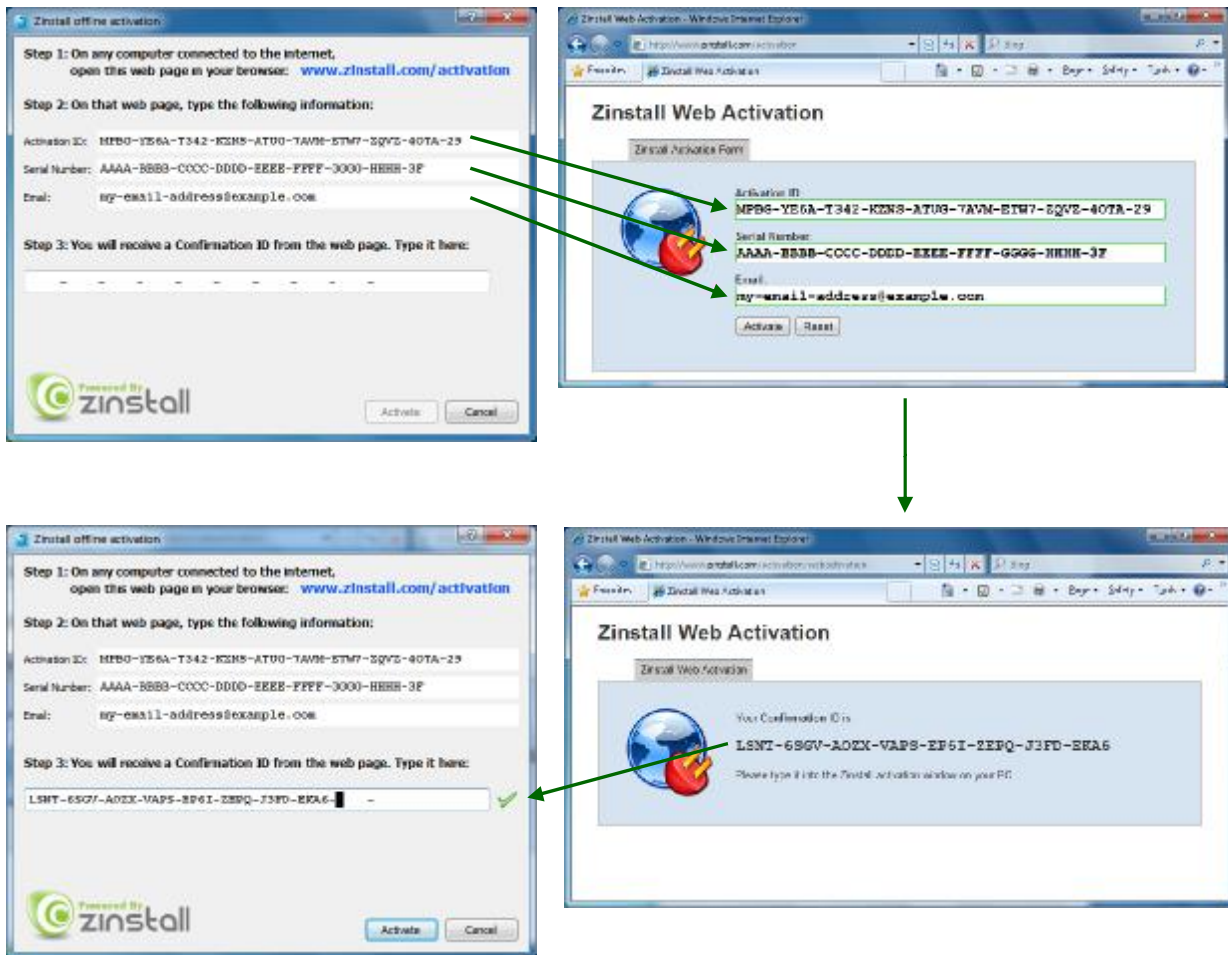 Zinstall offline activation
Step 1: On any computer connected to the internet,
open this web page in your browser: www.zinstall.com/activation
Step 2: On that web page, type the following information:
Activation ID:
Serial Number:
Email: my-email-address@example.com
Step 3: You will receive a Confirmation ID from the web page. Type it here:
Powered By
zinstall
Activate Cancel
Zinstall Web Activation - Windows Internet Explorer
Favorites Zinstall Web Activation
Zinstall Web Activation
Zinstall Activation Form
Activation ID:
Serial Number:
AAAA-BBBB-CCCC-DDDD-EEEE-FFFF-GGGG-HHHH-3F
Email:
my-email-address@example.com
Activate Reset
Zinstall offline activation
Step 1: On any computer connected to the internet,
open this web page in your browser: www.zinstall.com/activation
Step 2: On that web page, type the following information:
Activation ID:
Serial Number:
Email: my-email-address@example.com
Step 3: You will receive a Confirmation ID from the web page. Type it here:
Powered By
zinstall
Activate Cancel
Zinstall Web Activation - Windows Internet Explorer
Favorites Zinstall Web Activation
Zinstall Web Activation
Zinstall Web Activation
Your Confirmation ID is
Please type it into the Zinstall activation window on your PC